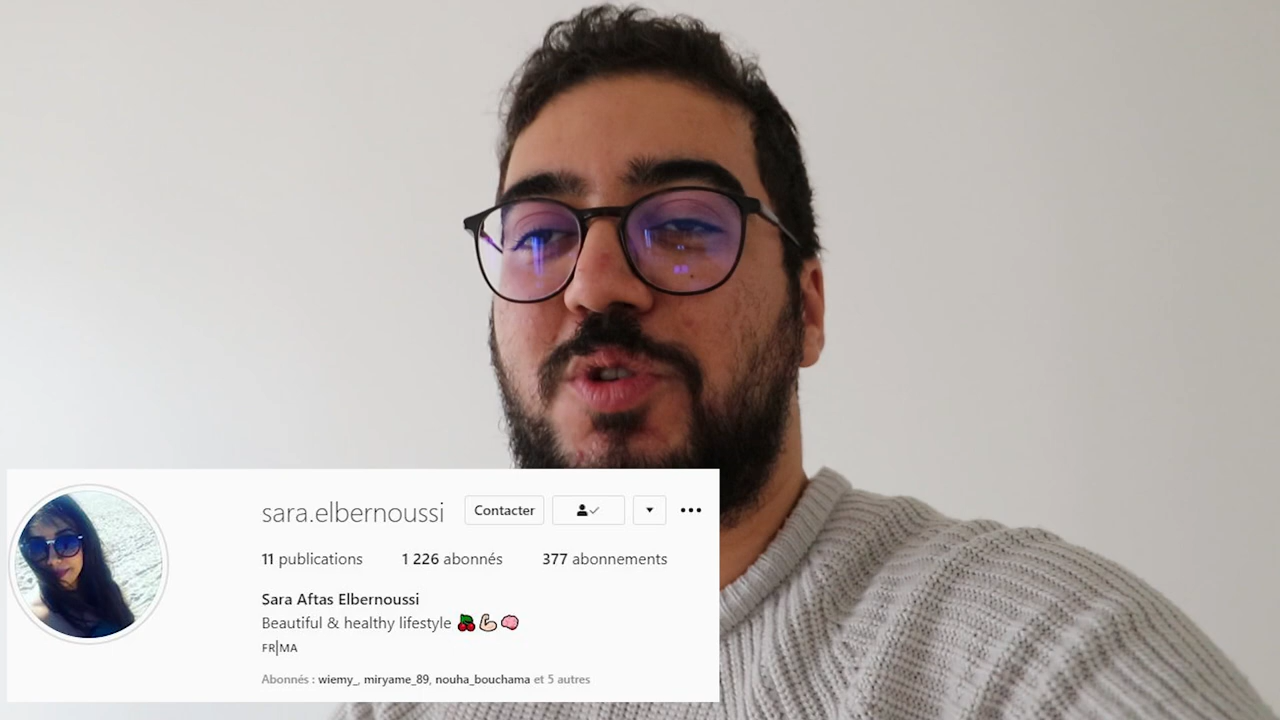 sara.elbernoussi Contacter
11 publications 1 226 abonnés 377 abonnements
Sara Aftas Elbernoussi
Beautiful & healthy lifestyle 🍒💪🏻🧠
FR|MA
Abonnés : wiemy_, miryame_89, nouha_bouchama et 5 autres